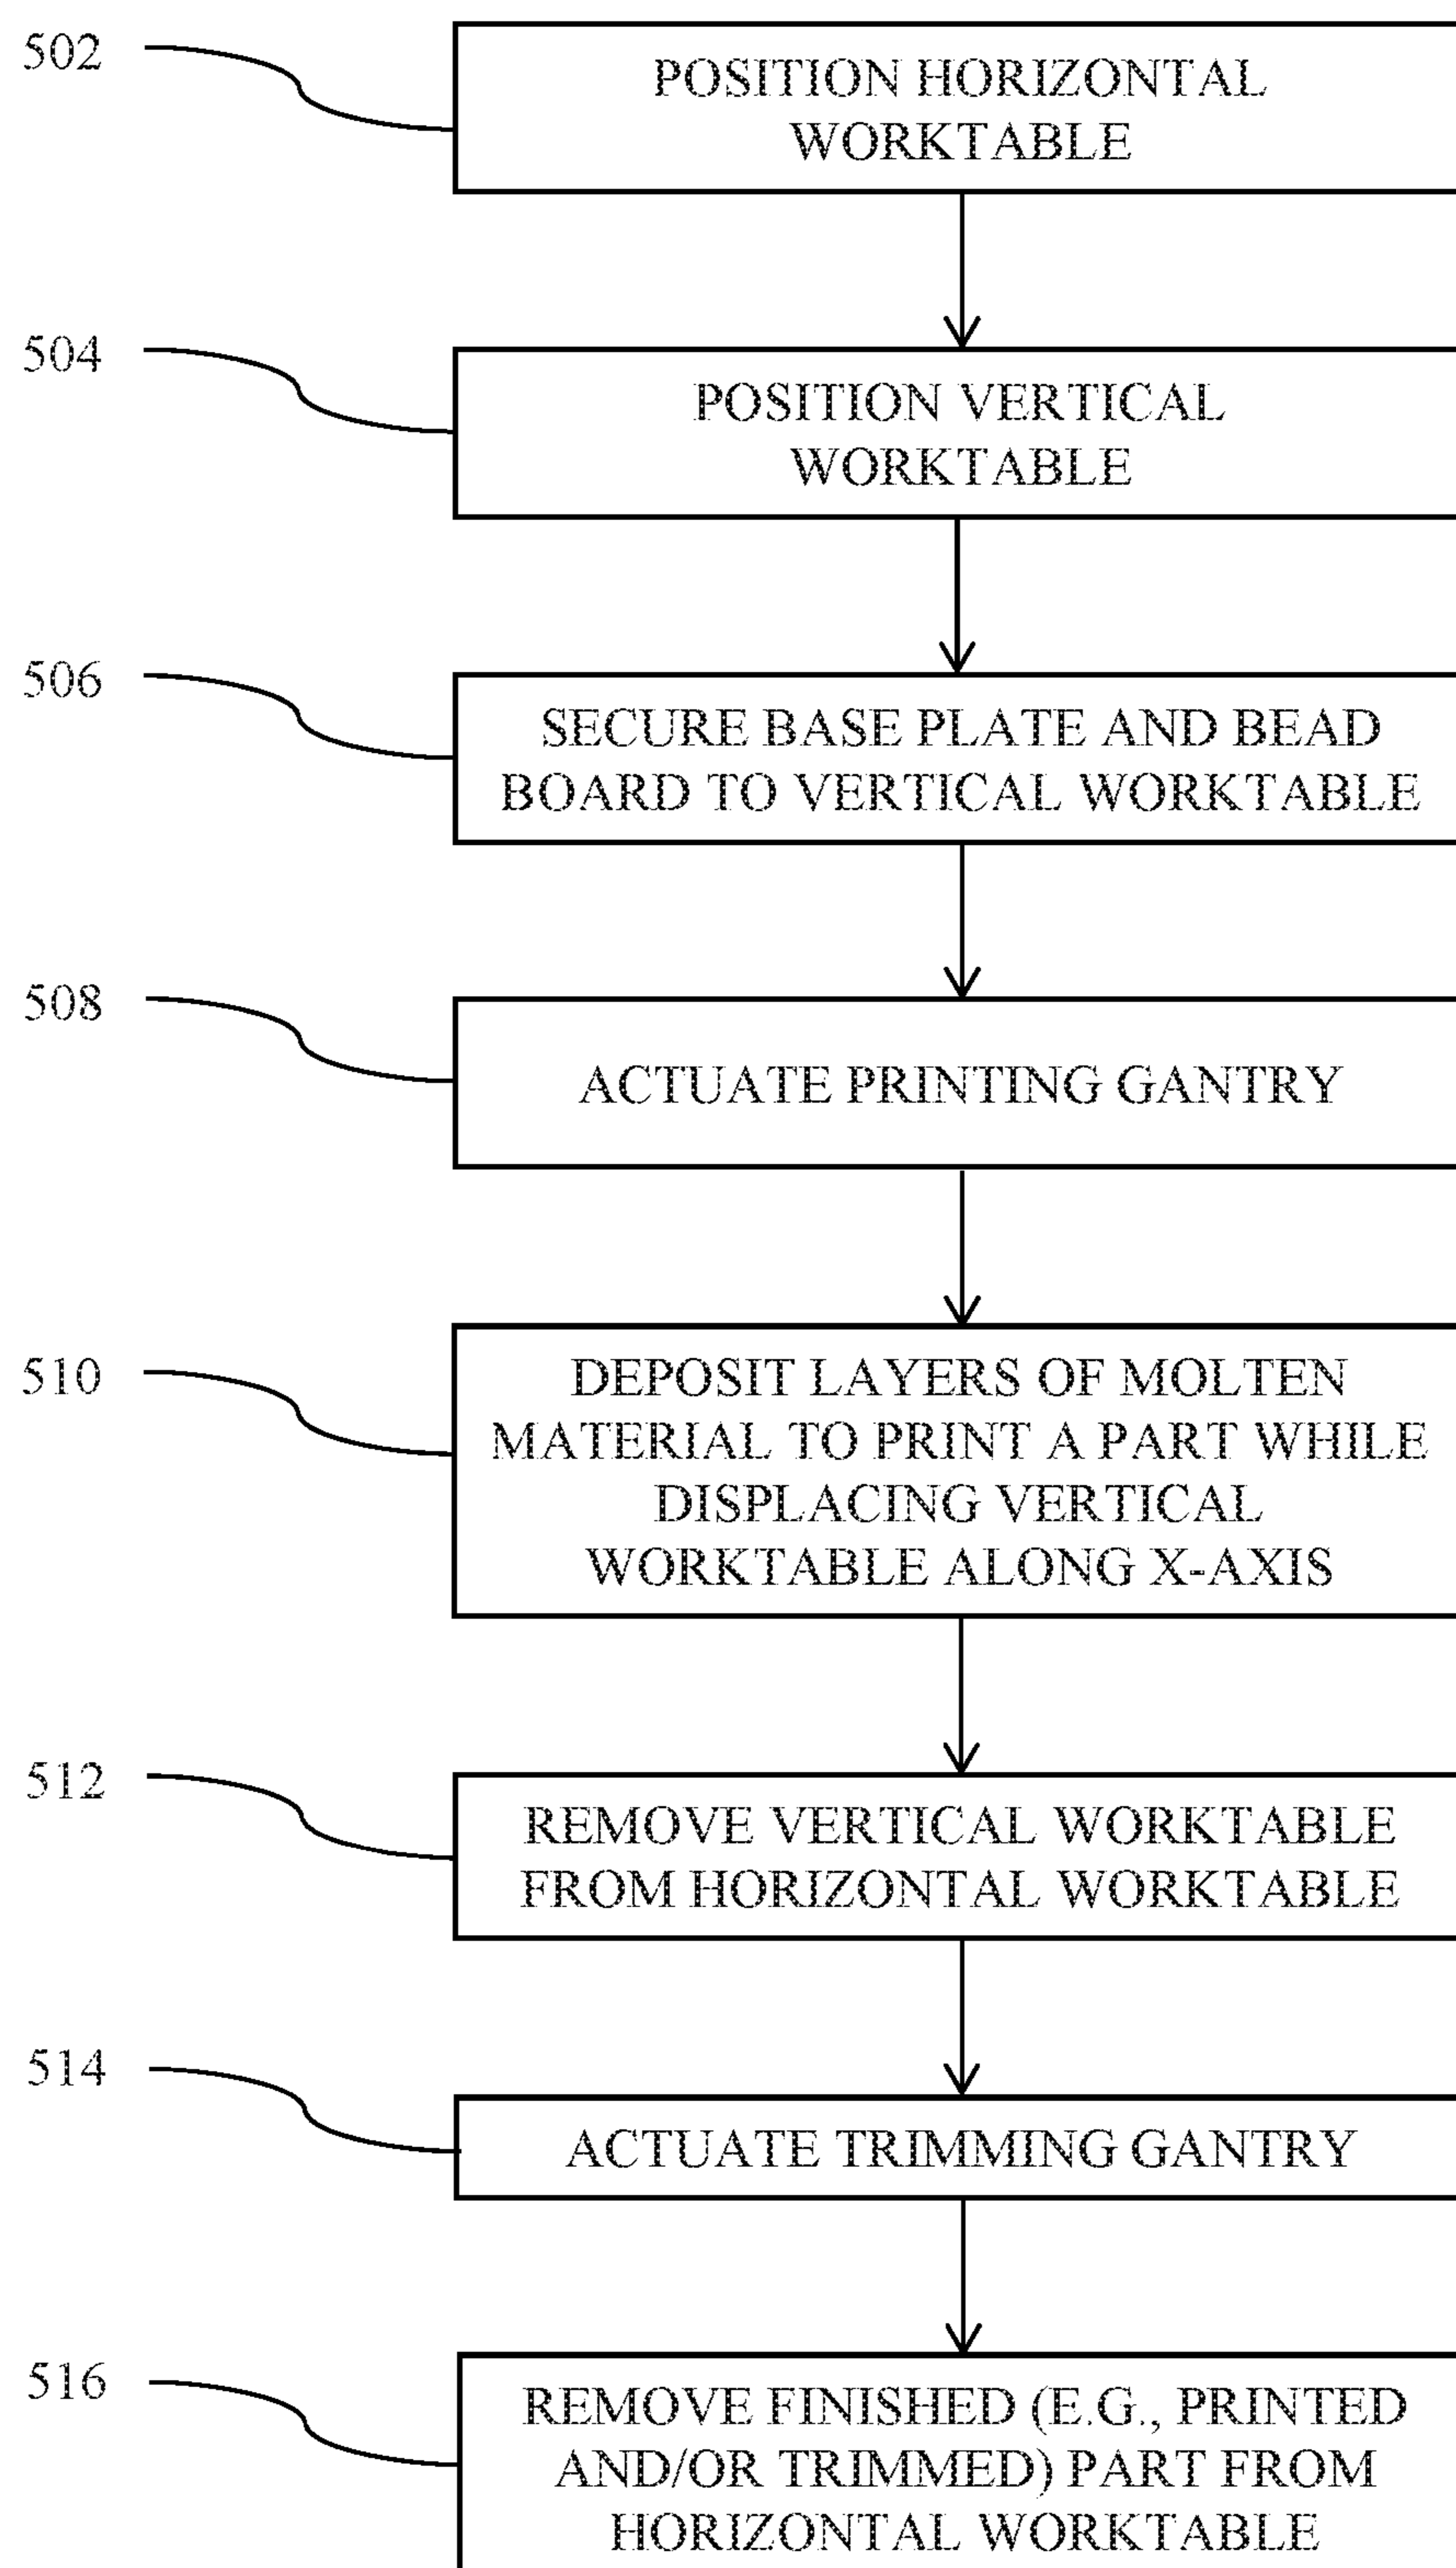 502
POSITION HORIZONTAL
WORKTABLE
504
POSITION VERTICAL
WORKTABLE
506
SECURE BASE PLATE AND BEAD
BOARD TO VERTICAL WORKTABLE
508
ACTUATE PRINTING GANTRY
510
DEPOSIT LAYERS OF MOLTEN
MATERIAL TO PRINT A PART WHILE
DISPLACING VERTICAL
WORKTABLE ALONG X-AXIS
512
REMOVE VERTICAL WORKTABLE
FROM HORIZONTAL WORKTABLE
514
ACTUATE TRIMMING GANTRY
516
REMOVE FINISHED (E.G., PRINTED
AND/OR TRIMMED) PART FROM
HORIZONTAL WORKTABLE